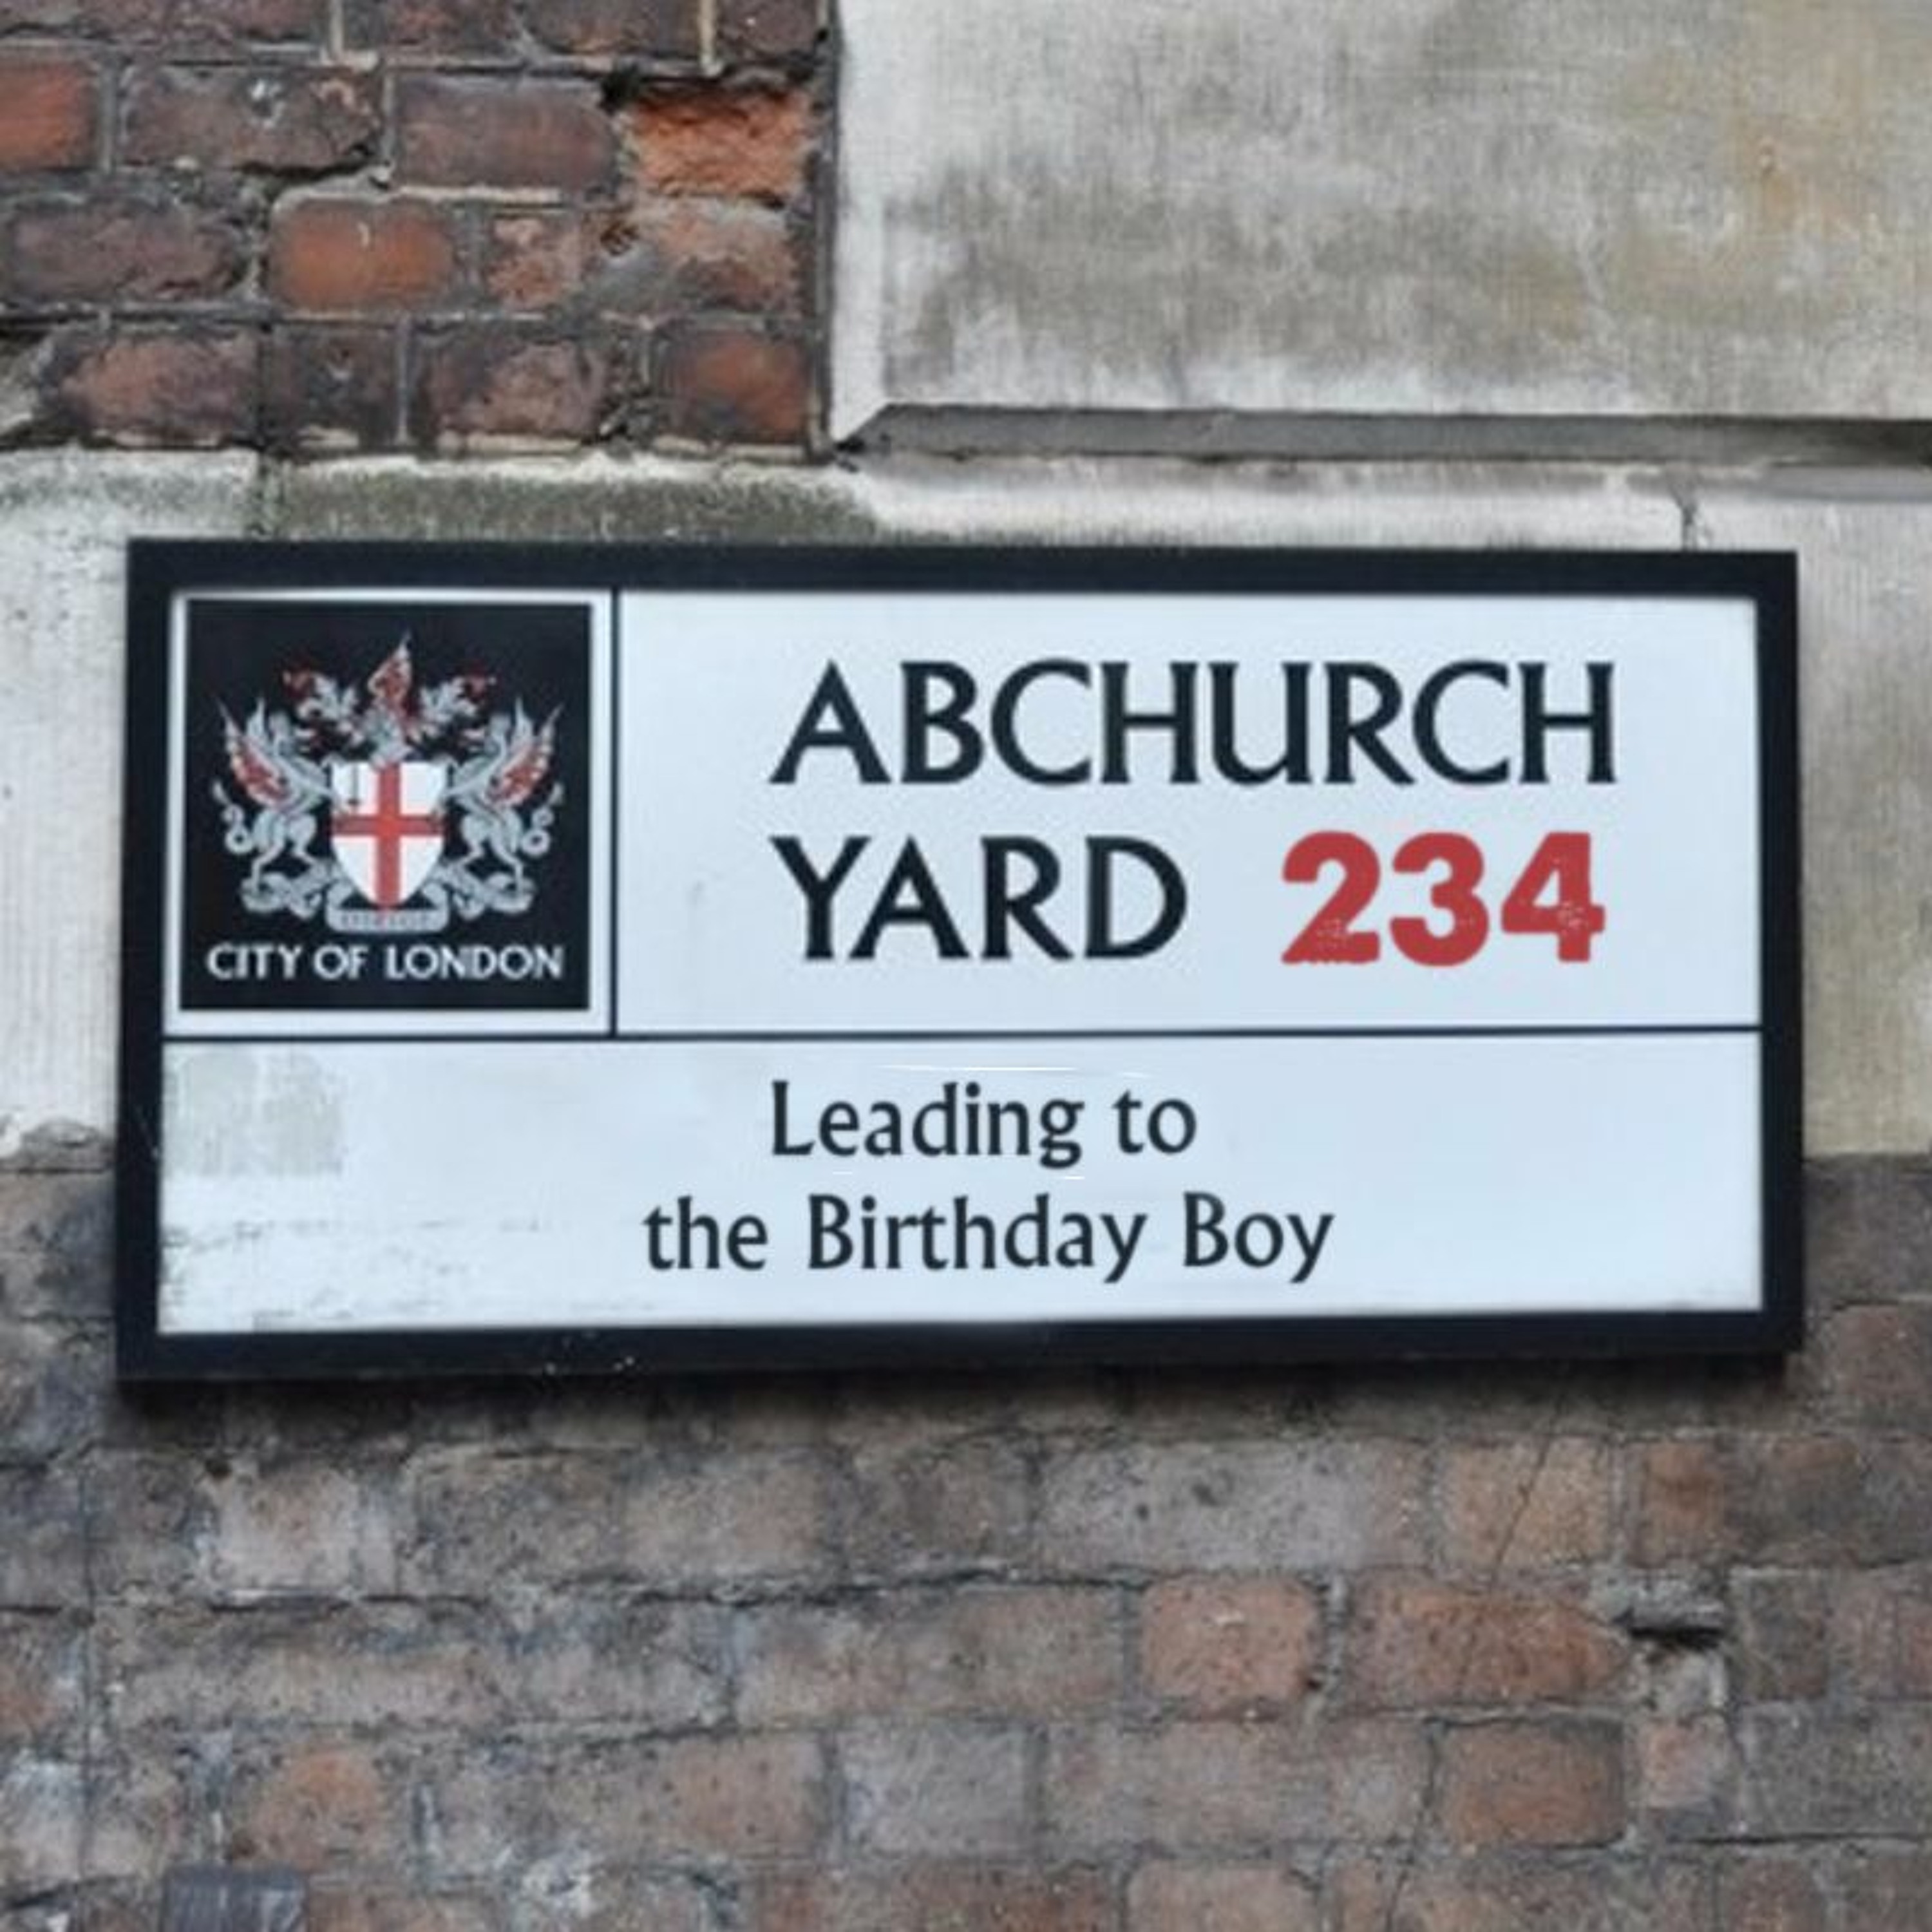 ABCHURCH
YARD 234
CITY OF LONDON
Leading to
the Birthday Boy